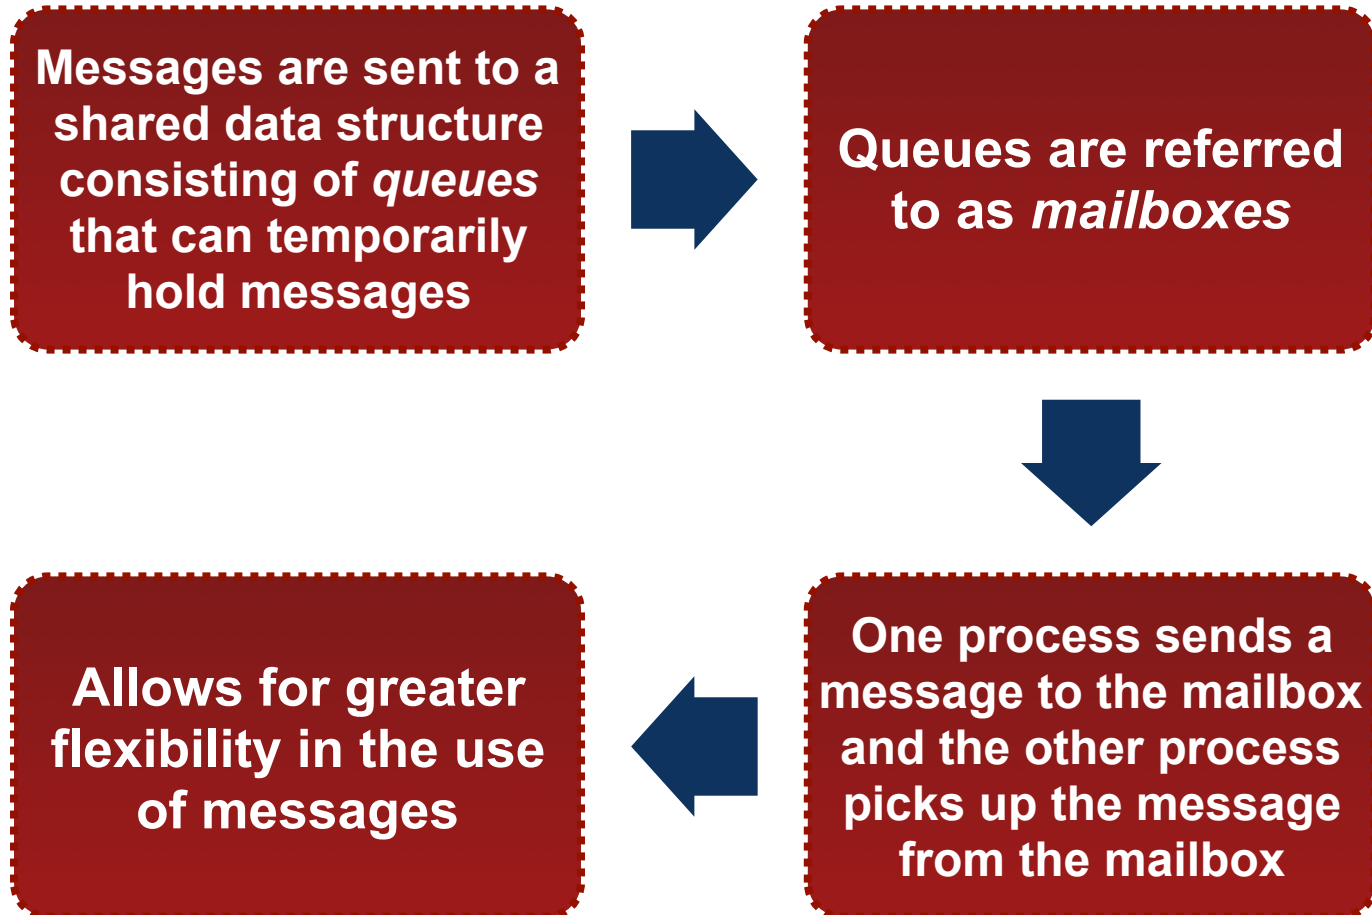 Messages are sent to a
shared data structure
consisting of queues
that can temporarily
hold messages
Queues are referred
to as mailboxes
One process sends a
message to the mailbox
and the other process
picks up the message
from the mailbox
Allows for greater
flexibility in the use
of messages